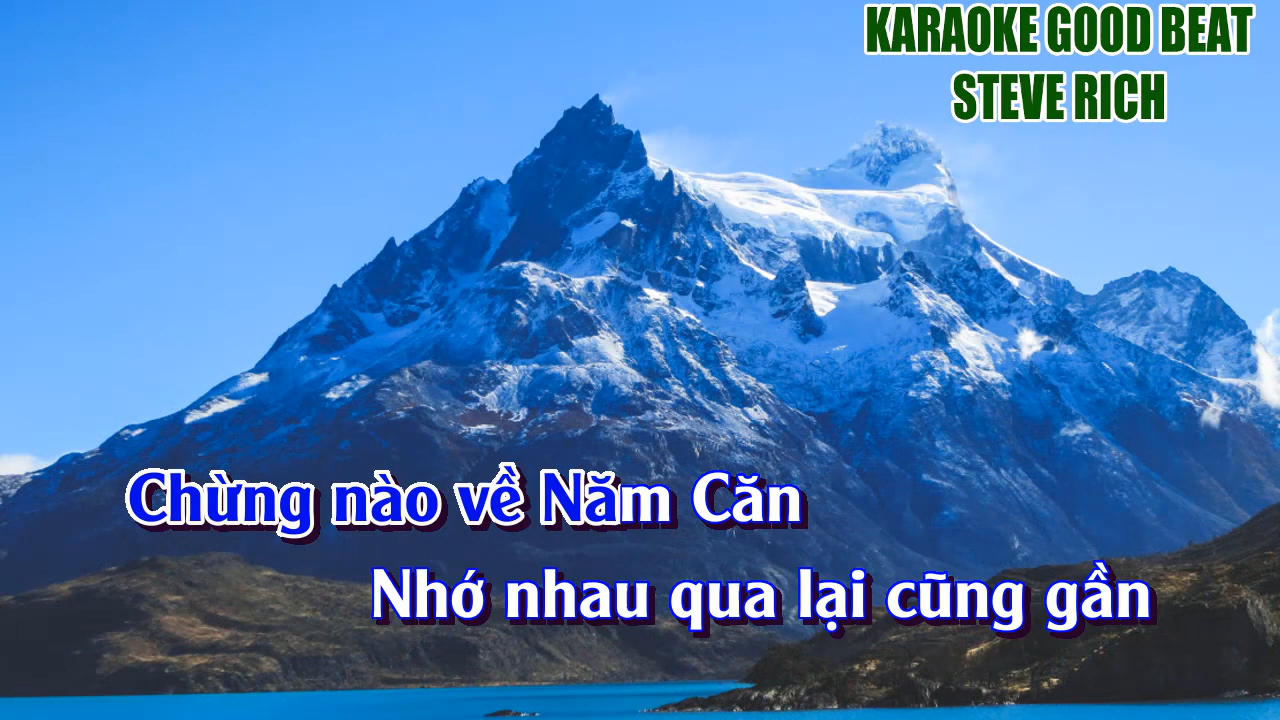 KARAOKE GOOD BEAT
STEVE RICH
Chừng nào về Năm Căn
Nhớ nhau qua lại cũng gần